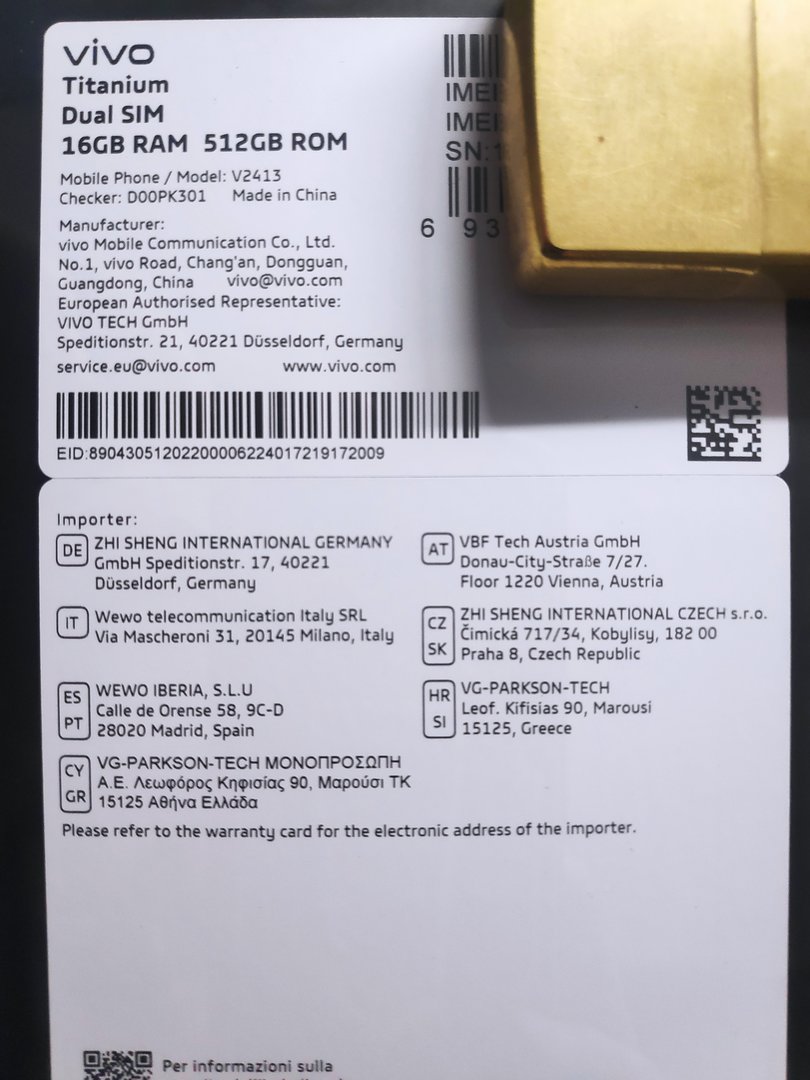 vivo
Titanium
Dual SIM
16GB RAM 512GB ROM
Mobile Phone / Model: V2413
Checker: D00PK301 Made in China
Manufacturer:
vivo Mobile Communication Co., Ltd.
No.1, vivo Road, Chang'an, Dongguan,
Guangdong, China vivo@vivo.com
European Authorised Representative:
VIVO TECH GmbH
Speditionstr. 21, 40221 Düsseldorf, Germany
service.eu@vivo.com www.vivo.com
EID:89043051202200006224017219172009
IMEI
IMEI
SN:
6 93
Importer:
DE
ZHI SHENG INTERNATIONAL GERMANY
GmbH Speditionstr. 17, 40221
Düsseldorf, Germany
AT
VBF Tech Austria GmbH
Donau-City-Straße 7/27.
Floor 1220 Vienna, Austria
IT
Wewo telecommunication Italy SRL
Via Mascheroni 31, 20145 Milano, Italy
CZ
SK
ZHI SHENG INTERNATIONAL CZECH s.r.o.
Čimická 717/34, Kobylisy, 182 00
Praha 8, Czech Republic
ES
PT
WEWO IBERIA, S.L.U
Calle de Orense 58, 9C-D
28020 Madrid, Spain
HR
SI
VG-PARKSON-TECH
Leof. Kifisias 90, Marousi
15125, Greece
CY
GR
VG-PARKSON-TECH ΜΟΝΟΠΡΟΣΩΠΗ
Α.Ε. Λεωφόρος Κηφισίας 90, Μαρούσι ΤΚ
15125 Αθήνα Ελλάδα
Please refer to the warranty card for the electronic address of the importer.
Per informazioni sulla